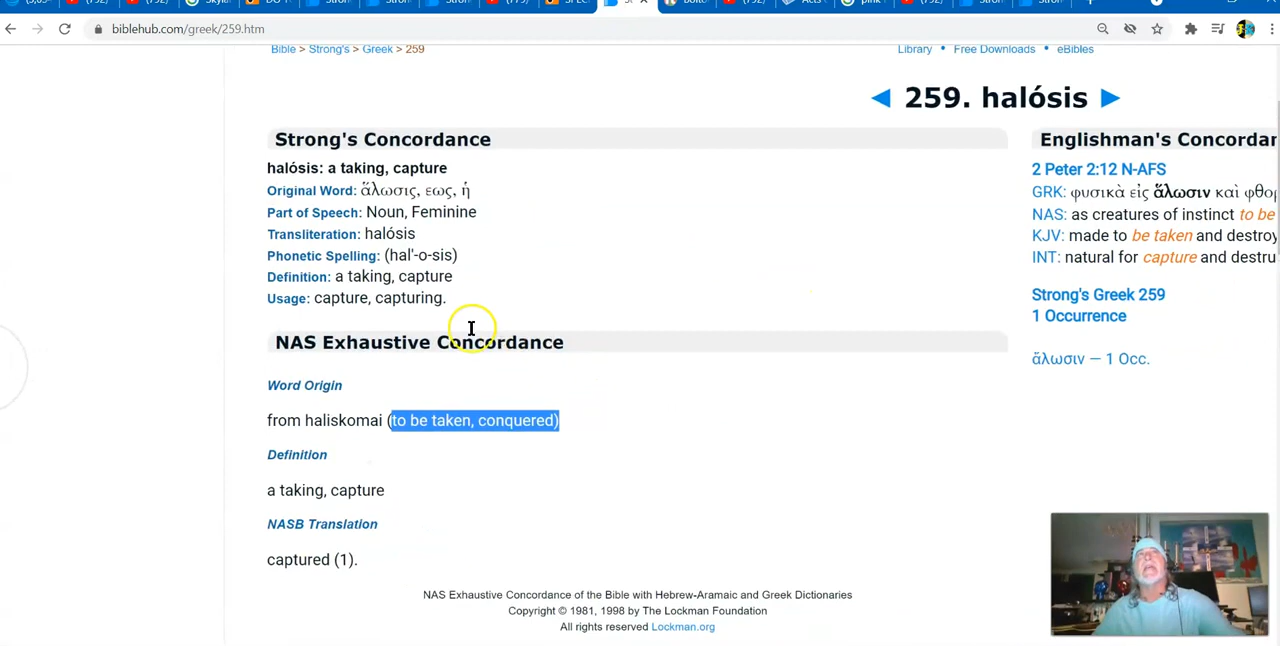 biblehub.com/greek/259.htm
Bible > Strong's > Greek > 259
Library • Free Downloads • eBibles
◄ 259. halósis ►
Strong's Concordance
halósis: a taking, capture
Original Word: ἅλωσις, εως, ἡ
Part of Speech: Noun, Feminine
Transliteration: halósis
Phonetic Spelling: (hal'-o-sis)
Definition: a taking, capture
Usage: capture, capturing.
NAS Exhaustive Concordance
Word Origin
from haliskomai (to be taken, conquered)
Definition
a taking, capture
NASB Translation
captured (1).
NAS Exhaustive Concordance of the Bible with Hebrew-Aramaic and Greek Dictionaries
Copyright © 1981, 1998 by The Lockman Foundation
All rights reserved Lockman.org
Englishman's Concordan
2 Peter 2:12 N-AFS
GRK: φυσικὰ εἰς ἅλωσιν καὶ φθορ
NAS: as creatures of instinct to be
KJV: made to be taken and destroy
INT: natural for capture and destru
Strong's Greek 259
1 Occurrence
ἅλωσιν — 1 Occ.